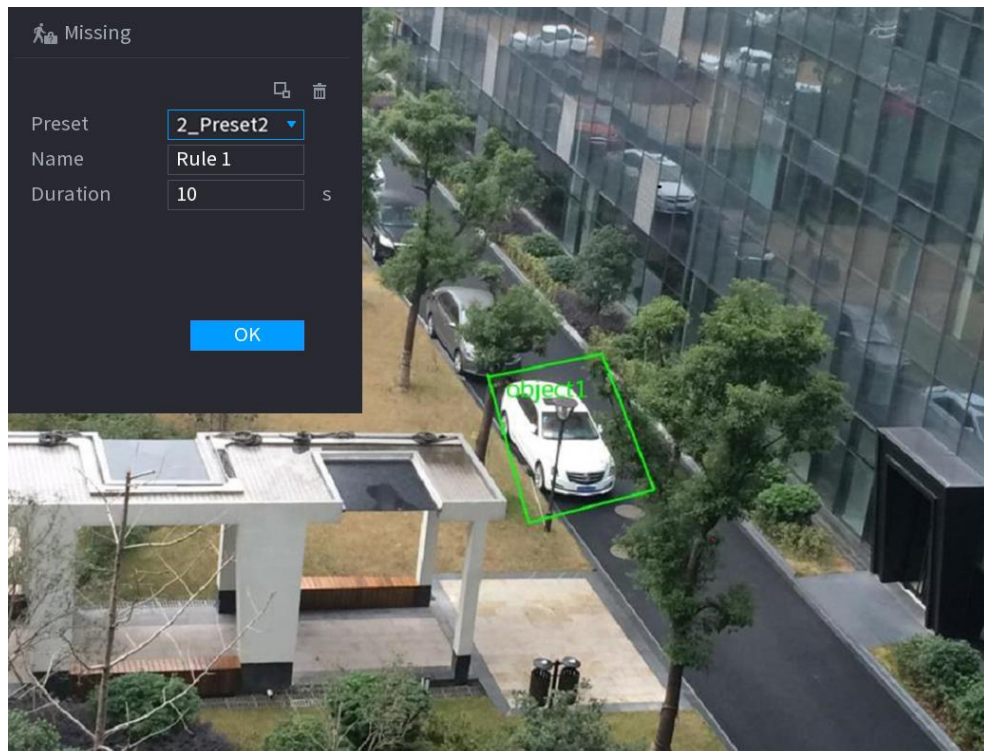 Missing
Preset 2_Preset2
Name Rule 1
Duration 10 s
OK
object1